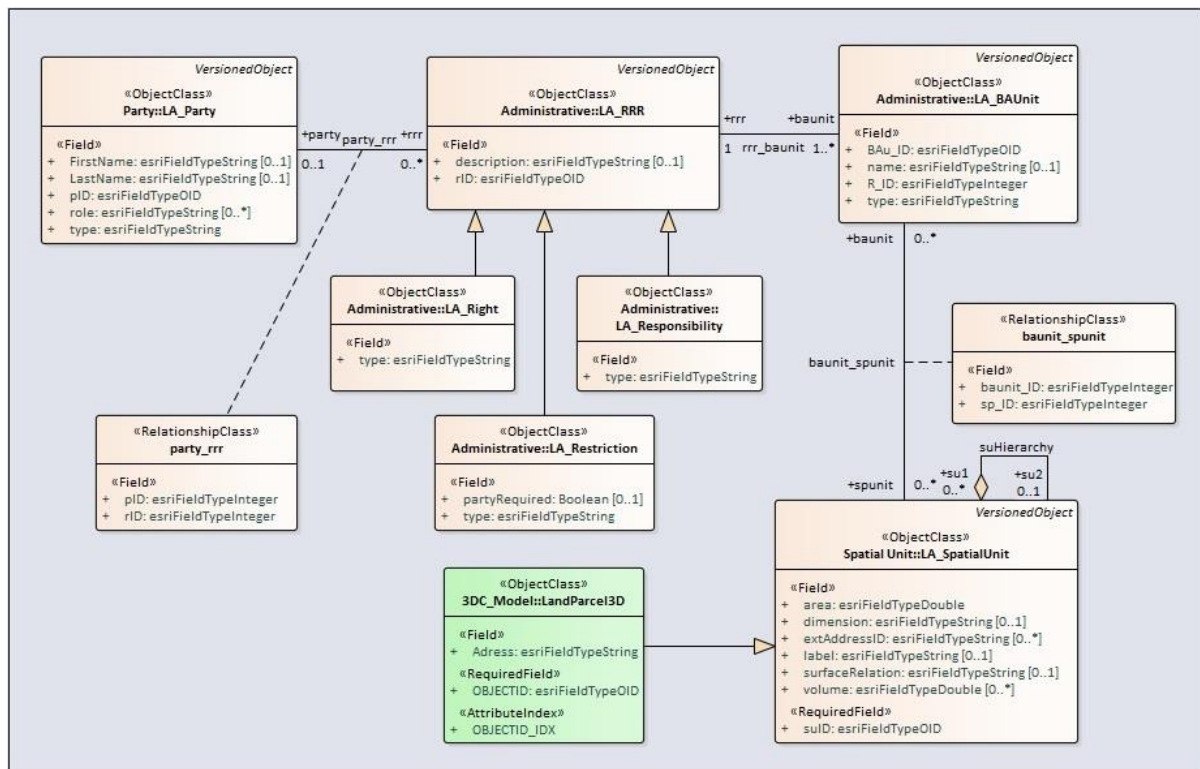 VersionedObject
«ObjectClass»
Party::LA_Party
«Field»
+ FirstName: esriFieldTypeString [0..1]
+ LastName: esriFieldTypeString [0..1]
+ pID: esriFieldTypeOID
+ role: esriFieldTypeString [0..*]
+ type: esriFieldTypeString
+party party_rrr +rrr
0..1 0..*
VersionedObject
«ObjectClass»
Administrative::LA_RRR
«Field»
+ description: esriFieldTypeString [0..1]
+ rID: esriFieldTypeOID
+rrr +baunit
1 rrr_baunit 1..*
VersionedObject
«ObjectClass»
Administrative::LA_BAUnit
«Field»
+ BAu_ID: esriFieldTypeOID
+ name: esriFieldTypeString [0..1]
+ R_ID: esriFieldTypeInteger
+ type: esriFieldTypeString
+baunit 0..*
«ObjectClass»
Administrative::LA_Right
«Field»
+ type: esriFieldTypeString
«ObjectClass»
Administrative::
LA_Responsibility
«Field»
+ type: esriFieldTypeString
baunit_spunit
«RelationshipClass»
baunit_spunit
«Field»
+ baunit_ID: esriFieldTypeInteger
+ sp_ID: esriFieldTypeInteger
«RelationshipClass»
party_rrr
«Field»
+ pID: esriFieldTypeInteger
+ rID: esriFieldTypeInteger
«ObjectClass»
Administrative::LA_Restriction
«Field»
+ partyRequired: Boolean [0..1]
+ type: esriFieldTypeString
suHierarchy
+su1 +su2
+spunit 0..* 0..* 0..1
VersionedObject
«ObjectClass»
Spatial Unit::LA_SpatialUnit
«Field»
+ area: esriFieldTypeDouble
+ dimension: esriFieldTypeString [0..1]
+ extAddressID: esriFieldTypeString [0..*]
+ label: esriFieldTypeString [0..1]
+ surfaceRelation: esriFieldTypeString [0..1]
+ volume: esriFieldTypeDouble [0..*]
«RequiredField»
+ suID: esriFieldTypeOID
«ObjectClass»
3DC_Model::LandParcel3D
«Field»
+ Adress: esriFieldTypeString
«RequiredField»
+ OBJECTID: esriFieldTypeOID
«AttributeIndex»
+ OBJECTID_IDX